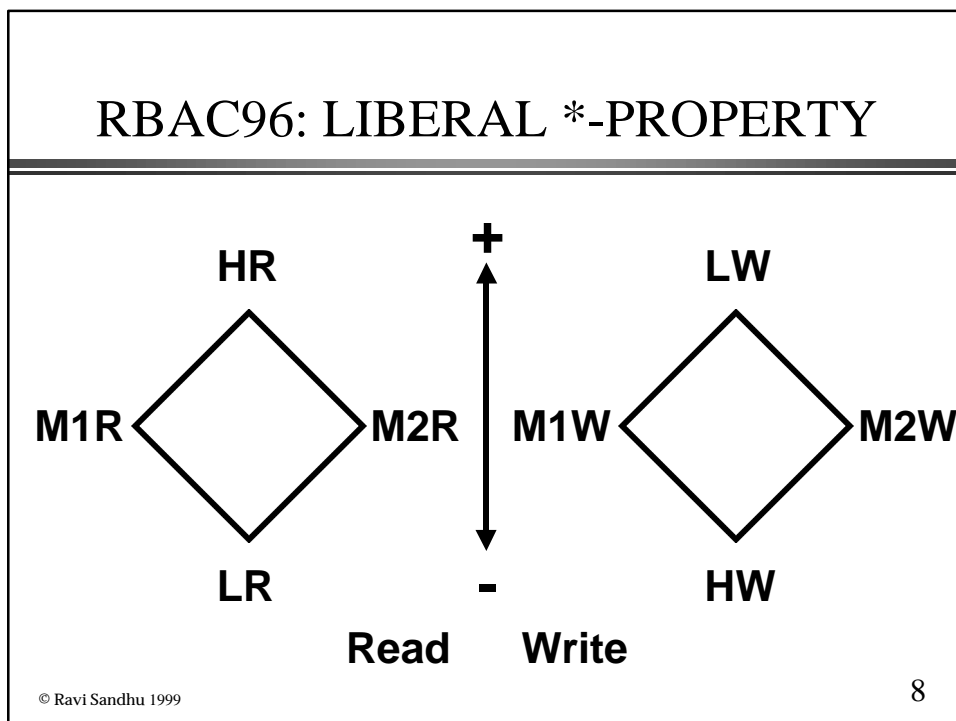 RBAC96: LIBERAL *-PROPERTY
+
HR LW
M1R M2R M1W M2W
LR - HW
Read Write
© Ravi Sandhu 1999 8